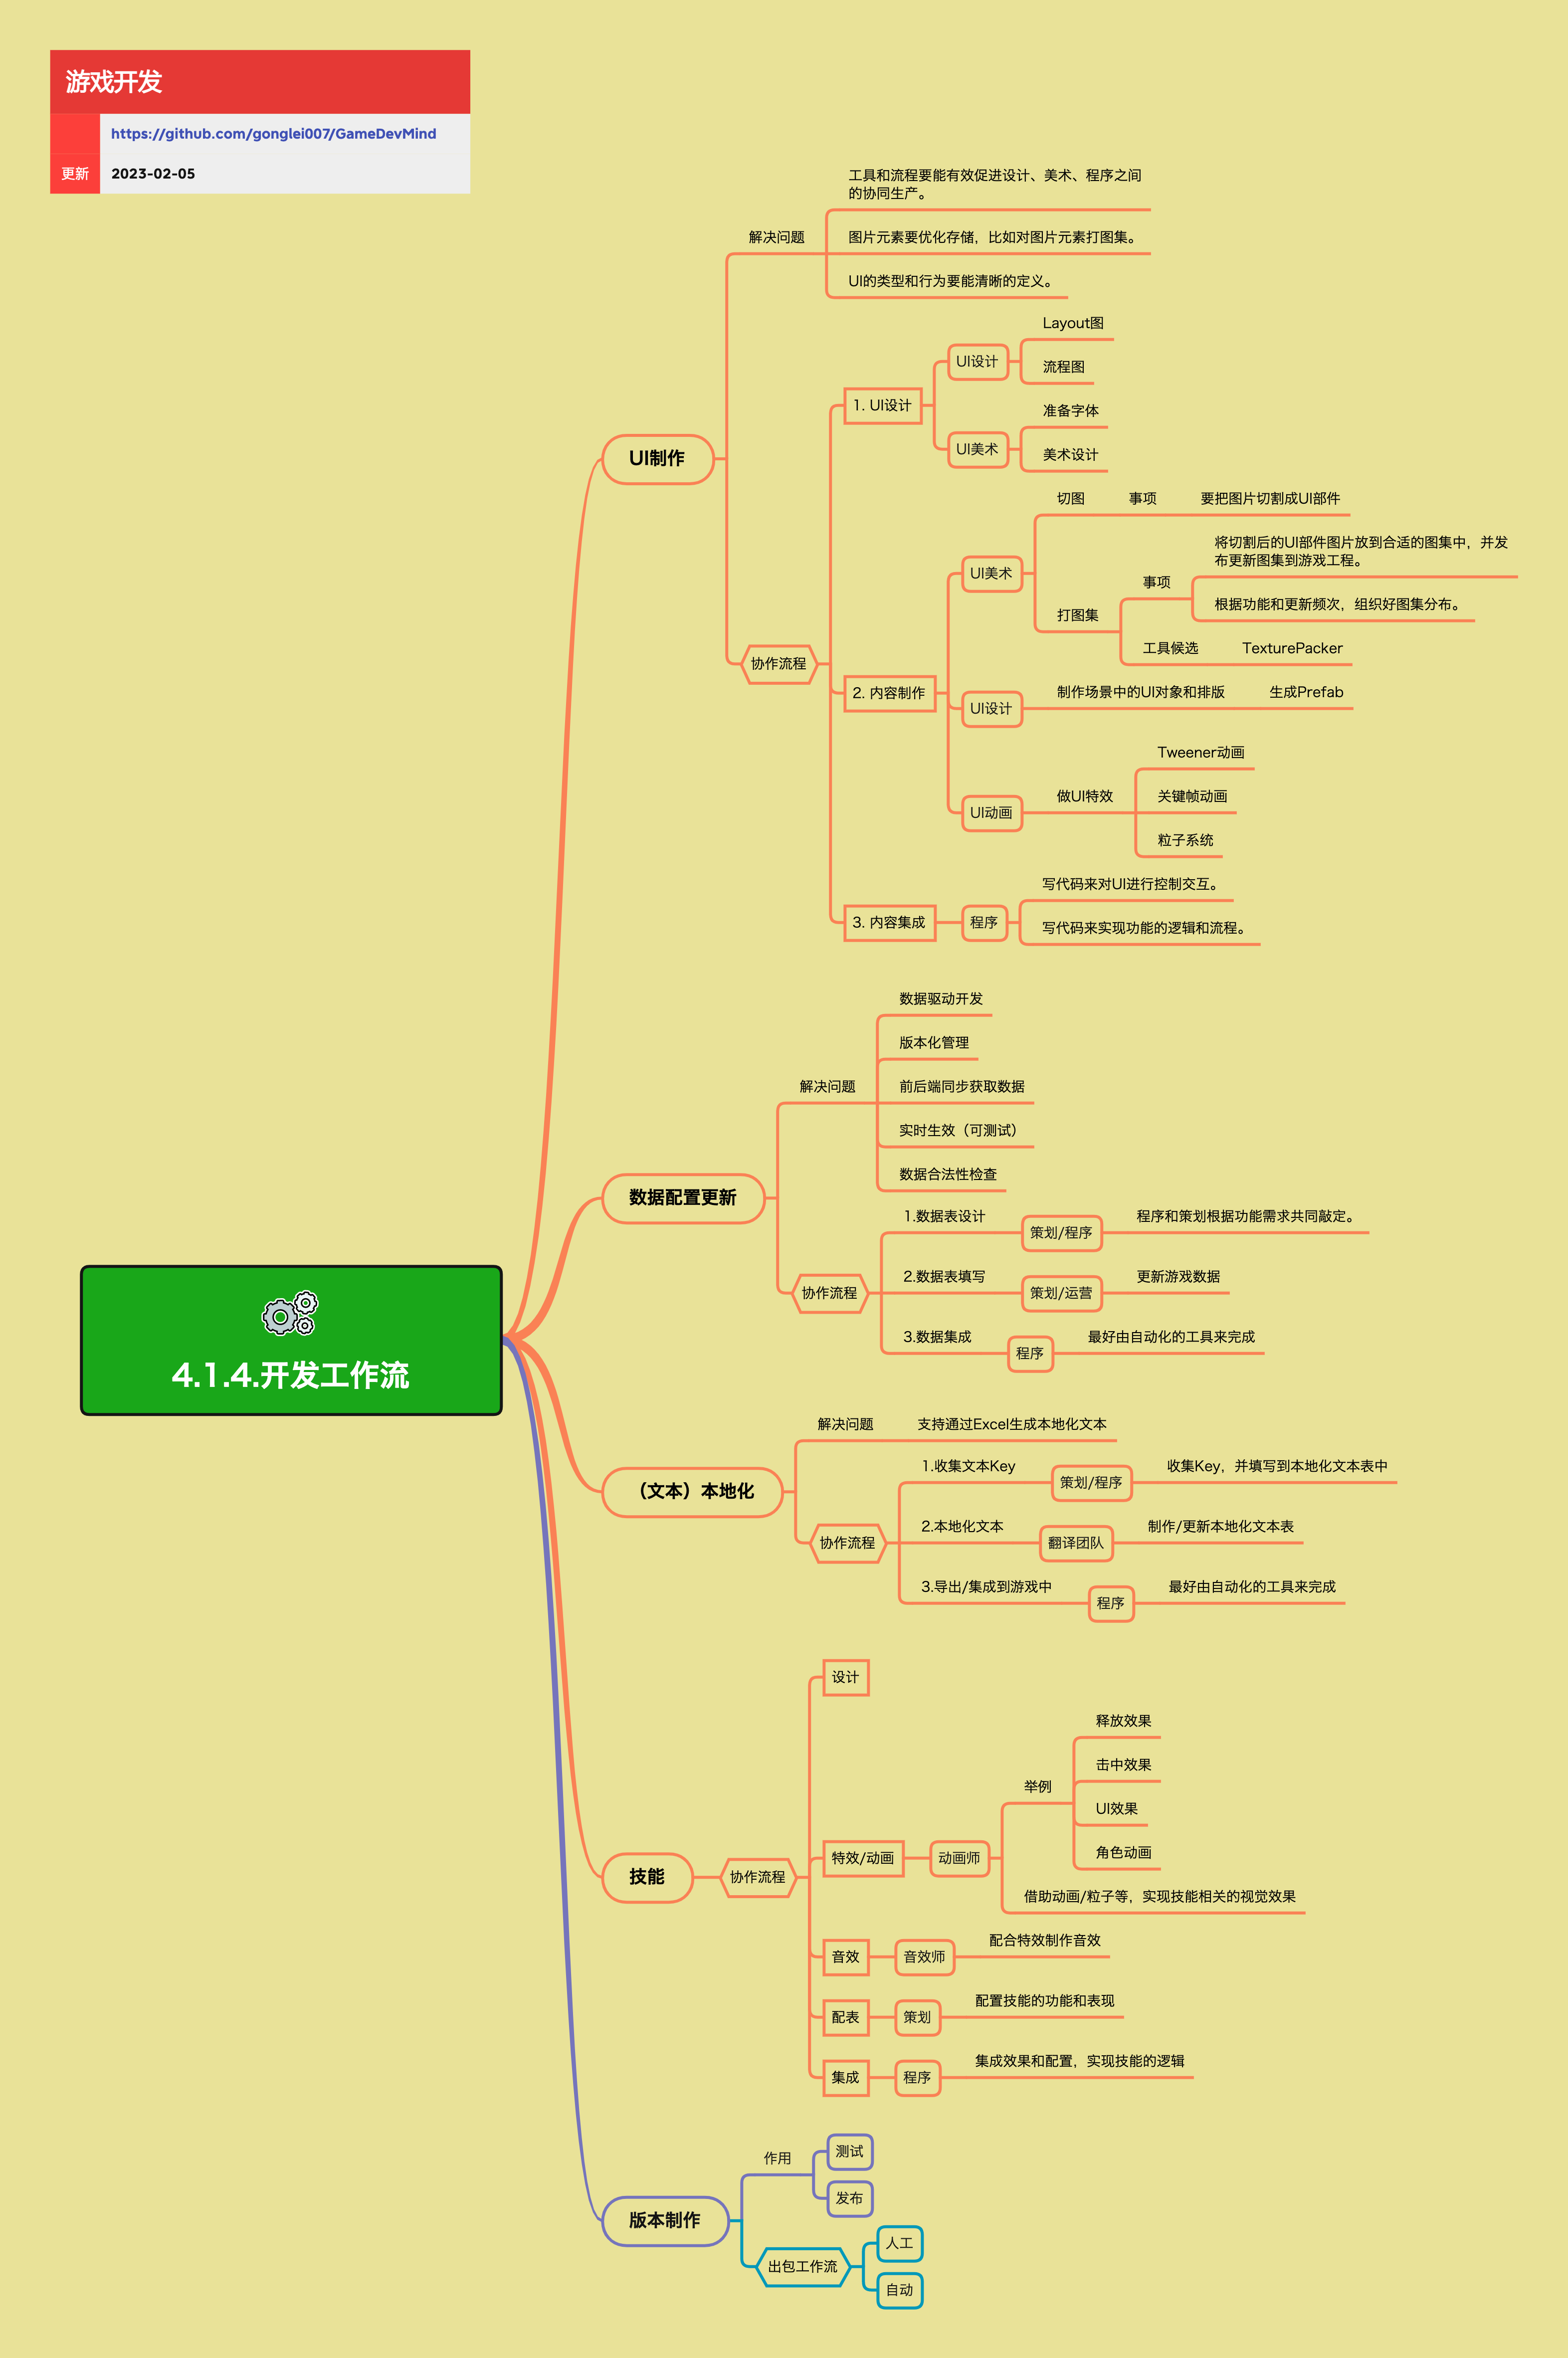 游戏开发
https://github.com/gonglei007/GameDevMind
更新
2023-02-05
4.1.4.开发工作流
UI制作
解决问题
工具和流程要能有效促进设计、美术、程序之间
的协同生产。
图片元素要优化存储，比如对图片元素打图集。
UI的类型和行为要能清晰的定义。
协作流程
1. UI设计
UI设计
Layout图
流程图
UI美术
准备字体
美术设计
2. 内容制作
UI美术
切图
事项
要把图片切割成UI部件
打图集
事项
将切割后的UI部件图片放到合适的图集中，并发
布更新图集到游戏工程。
根据功能和更新频次，组织好图集分布。
工具候选
TexturePacker
UI设计
制作场景中的UI对象和排版
生成Prefab
UI动画
做UI特效
Tweener动画
关键帧动画
粒子系统
3. 内容集成
程序
写代码来对UI进行控制交互。
写代码来实现功能的逻辑和流程。
数据配置更新
解决问题
数据驱动开发
版本化管理
前后端同步获取数据
实时生效（可测试）
数据合法性检查
协作流程
1.数据表设计
策划/程序
程序和策划根据功能需求共同敲定。
2.数据表填写
策划/运营
更新游戏数据
3.数据集成
程序
最好由自动化的工具来完成
（文本）本地化
解决问题
支持通过Excel生成本地化文本
协作流程
1.收集文本Key
策划/程序
收集Key，并填写到本地化文本表中
2.本地化文本
翻译团队
制作/更新本地化文本表
3.导出/集成到游戏中
程序
最好由自动化的工具来完成
技能
协作流程
设计
特效/动画
动画师
举例
释放效果
击中效果
UI效果
角色动画
借助动画/粒子等，实现技能相关的视觉效果
音效
音效师
配合特效制作音效
配表
策划
配置技能的功能和表现
集成
程序
集成效果和配置，实现技能的逻辑
版本制作
作用
测试
发布
出包工作流
人工
自动